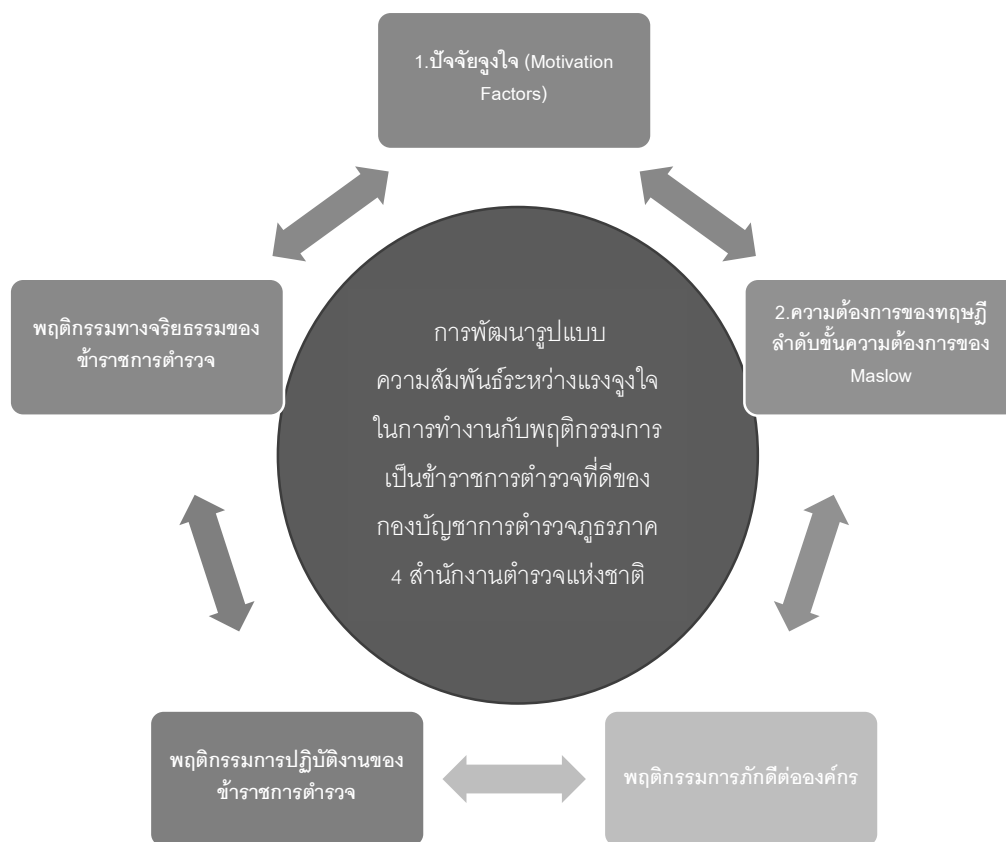 1.ปัจจัยจูงใจ (Motivation
Factors)
พฤติกรรมทางจริยธรรมของ
ข้าราชการตำรวจ
2.ความต้องการของทฤษฎี
ลำดับขั้นความต้องการของ
Maslow
การพัฒนารูปแบบ
ความสัมพันธ์ระหว่างแรงจูงใจ
ในการทำงานกับพฤติกรรมการ
เป็นข้าราชการตำรวจที่ดีของ
กองบัญชาการตำรวจภูธรภาค
4 สำนักงานตำรวจแห่งชาติ
พฤติกรรมการปฏิบัติงานของ
ข้าราชการตำรวจ
พฤติกรรมการภักดีต่อองค์กร